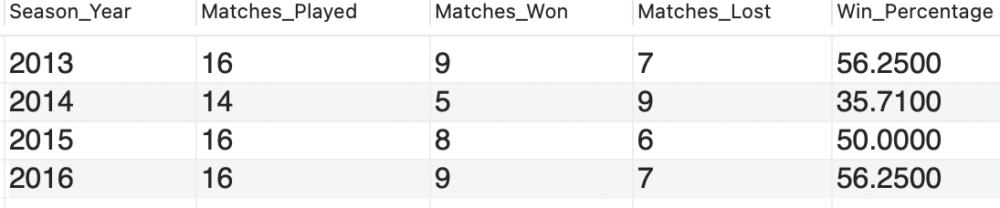 Season_Year Matches_Played Matches_Won Matches_Lost Win_Percentage
2013 16 9 7 56.2500
2014 14 5 9 35.7100
2015 16 8 6 50.0000
2016 16 9 7 56.2500